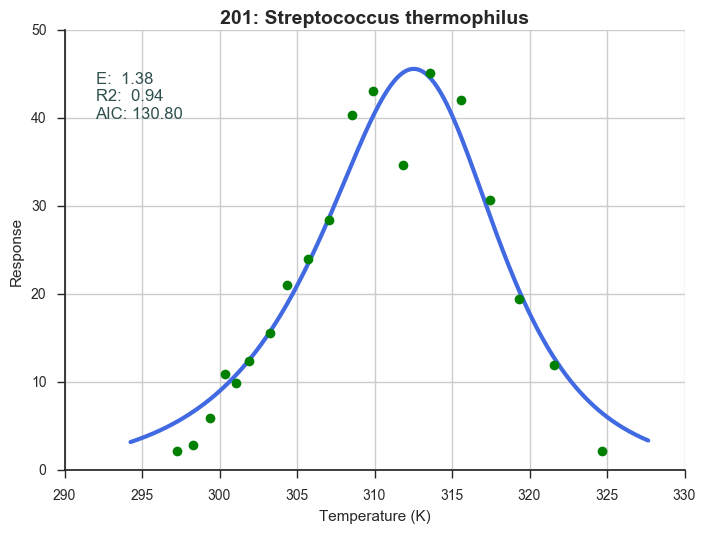 201: Streptococcus thermophilus
E:  1.38
R2:  0.94
AIC: 130.80
Response
50
40
30
20
10
0
290 295 300 305 310 315 320 325 330
Temperature (K)